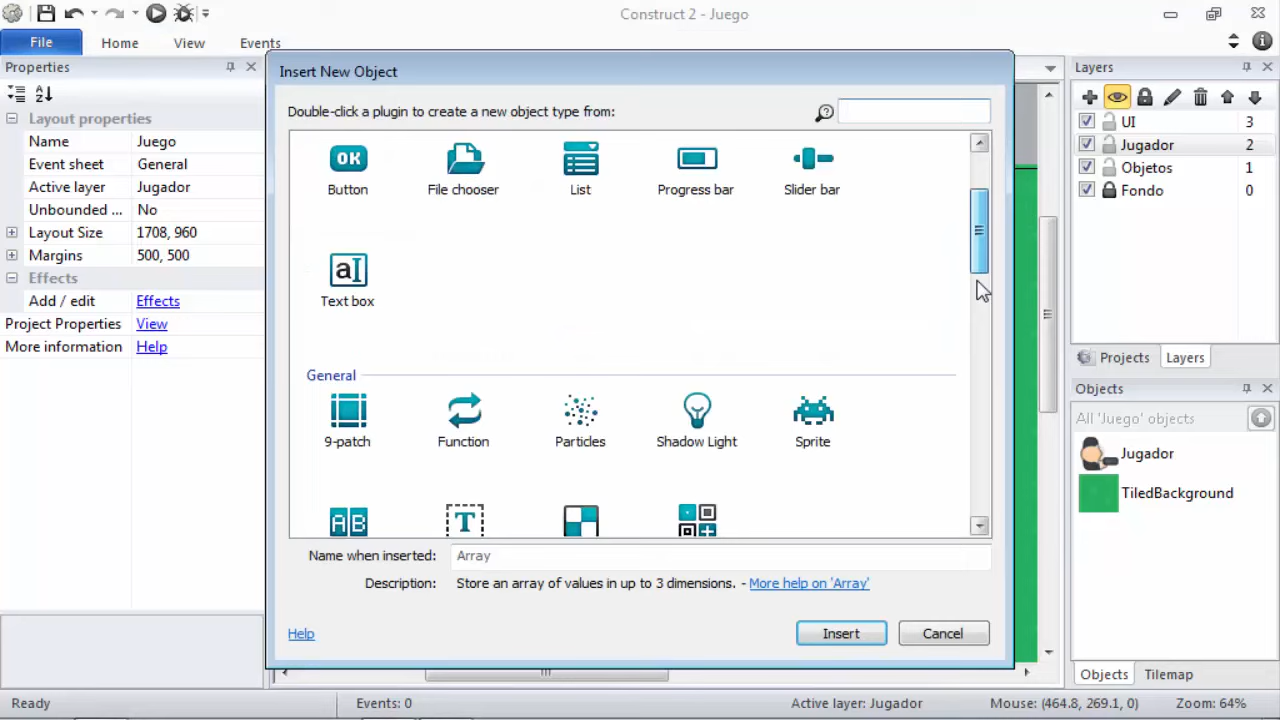 Construct 2 - Juego
File Home View Events
Properties
Layout properties
Name Juego
Event sheet General
Active layer Jugador
Unbounded ... No
Layout Size 1708, 960
Margins 500, 500
Effects
Add / edit Effects
Project Properties View
More information Help
Insert New Object
Double-click a plugin to create a new object type from:
OK
Button File chooser List Progress bar Slider bar
aI
Text box
General
9-patch Function Particles Shadow Light Sprite
AB T
Name when inserted: Array
Description: Store an array of values in up to 3 dimensions. - More help on 'Array'
Help Insert Cancel
Layers
UI 3
Jugador 2
Objetos 1
Fondo 0
Projects Layers
Objects
All 'Juego' objects
Jugador
TiledBackground
Objects Tilemap
Ready Events: 0 Active layer: Jugador Mouse: (464.8, 269.1, 0) Zoom: 64%